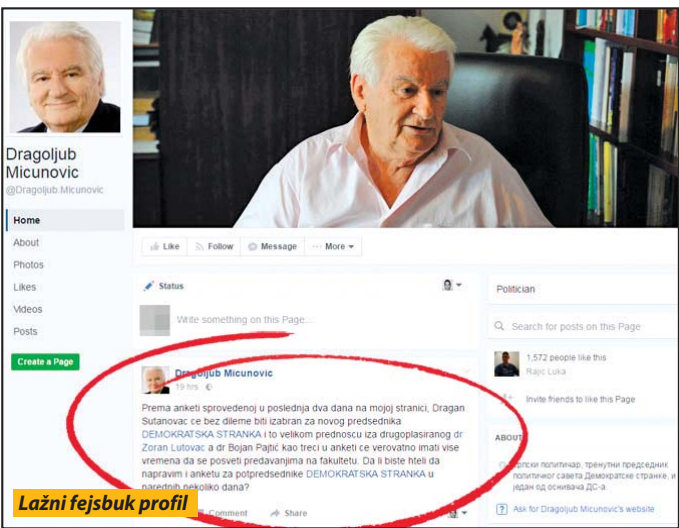 Dragoljub
Micunovic
@Dragoljub.Micunovic
Home
About
Photos
Likes
Videos
Posts
Create a Page
Like Follow Message More
Status
Write something on this Page...
Dragoljub Micunovic
19 hrs
Prema anketi sprovedenoj u poslednja dva dana na mojoj stranici, Dragan
Sutanovac ce bez dileme biti izabran za novog predsednika
DEMOKRATSKA STRANKA i to velikom prednoscu iza drugoplasiranog dr
Zoran Lutovac a dr Bojan Pajtić kao treci u anketi ce verovatno imati vise
vremena da se posveti predavanjima na fakultetu. Da li biste hteli da
napravim i anketu za potpredsednike DEMOKRATSKA STRANKA u
narednih nekoliko dana?
Comment Share
Politician
Search for posts on this Page
1,572 people like this
Rajic Luka
Invite friends to like this Page
ABOUT
српски политичар, тренутни председник
политичког савета Демократске странке, и
један од оснивача ДС-а.
Ask for Dragoljub Micunovic's website
Lažni fejsbuk profil